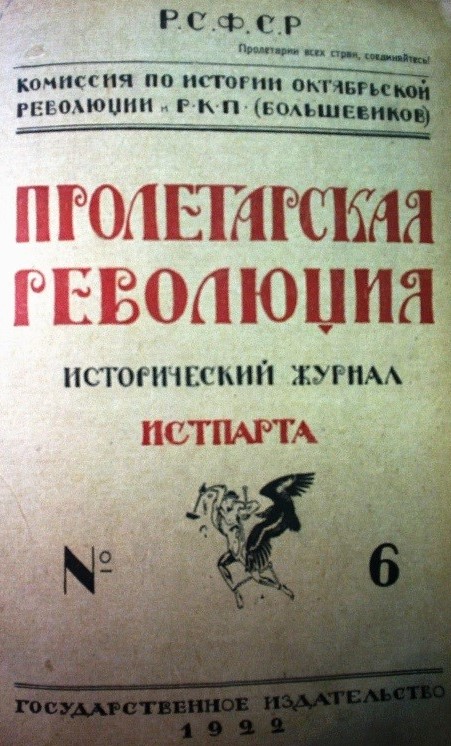 Р.С.Ф.С.Р
Пролетарии всех стран, соединяйтесь!
КОМИССИЯ ПО ИСТОРИИ ОКТЯБРЬСКОЙ
РЕВОЛЮЦИИ и Р·К·П· (БОЛЬШЕВИКОВ)
ПРОЛЕТАРСКАЯ
РЕВОЛЮЦИЯ
ИСТОРИЧЕСКИЙ ЖУРНАЛ
ИСТПАРТА
№ 6
ГОСУДАРСТВЕННОЕ ИЗДАТЕЛЬСТВО
1922